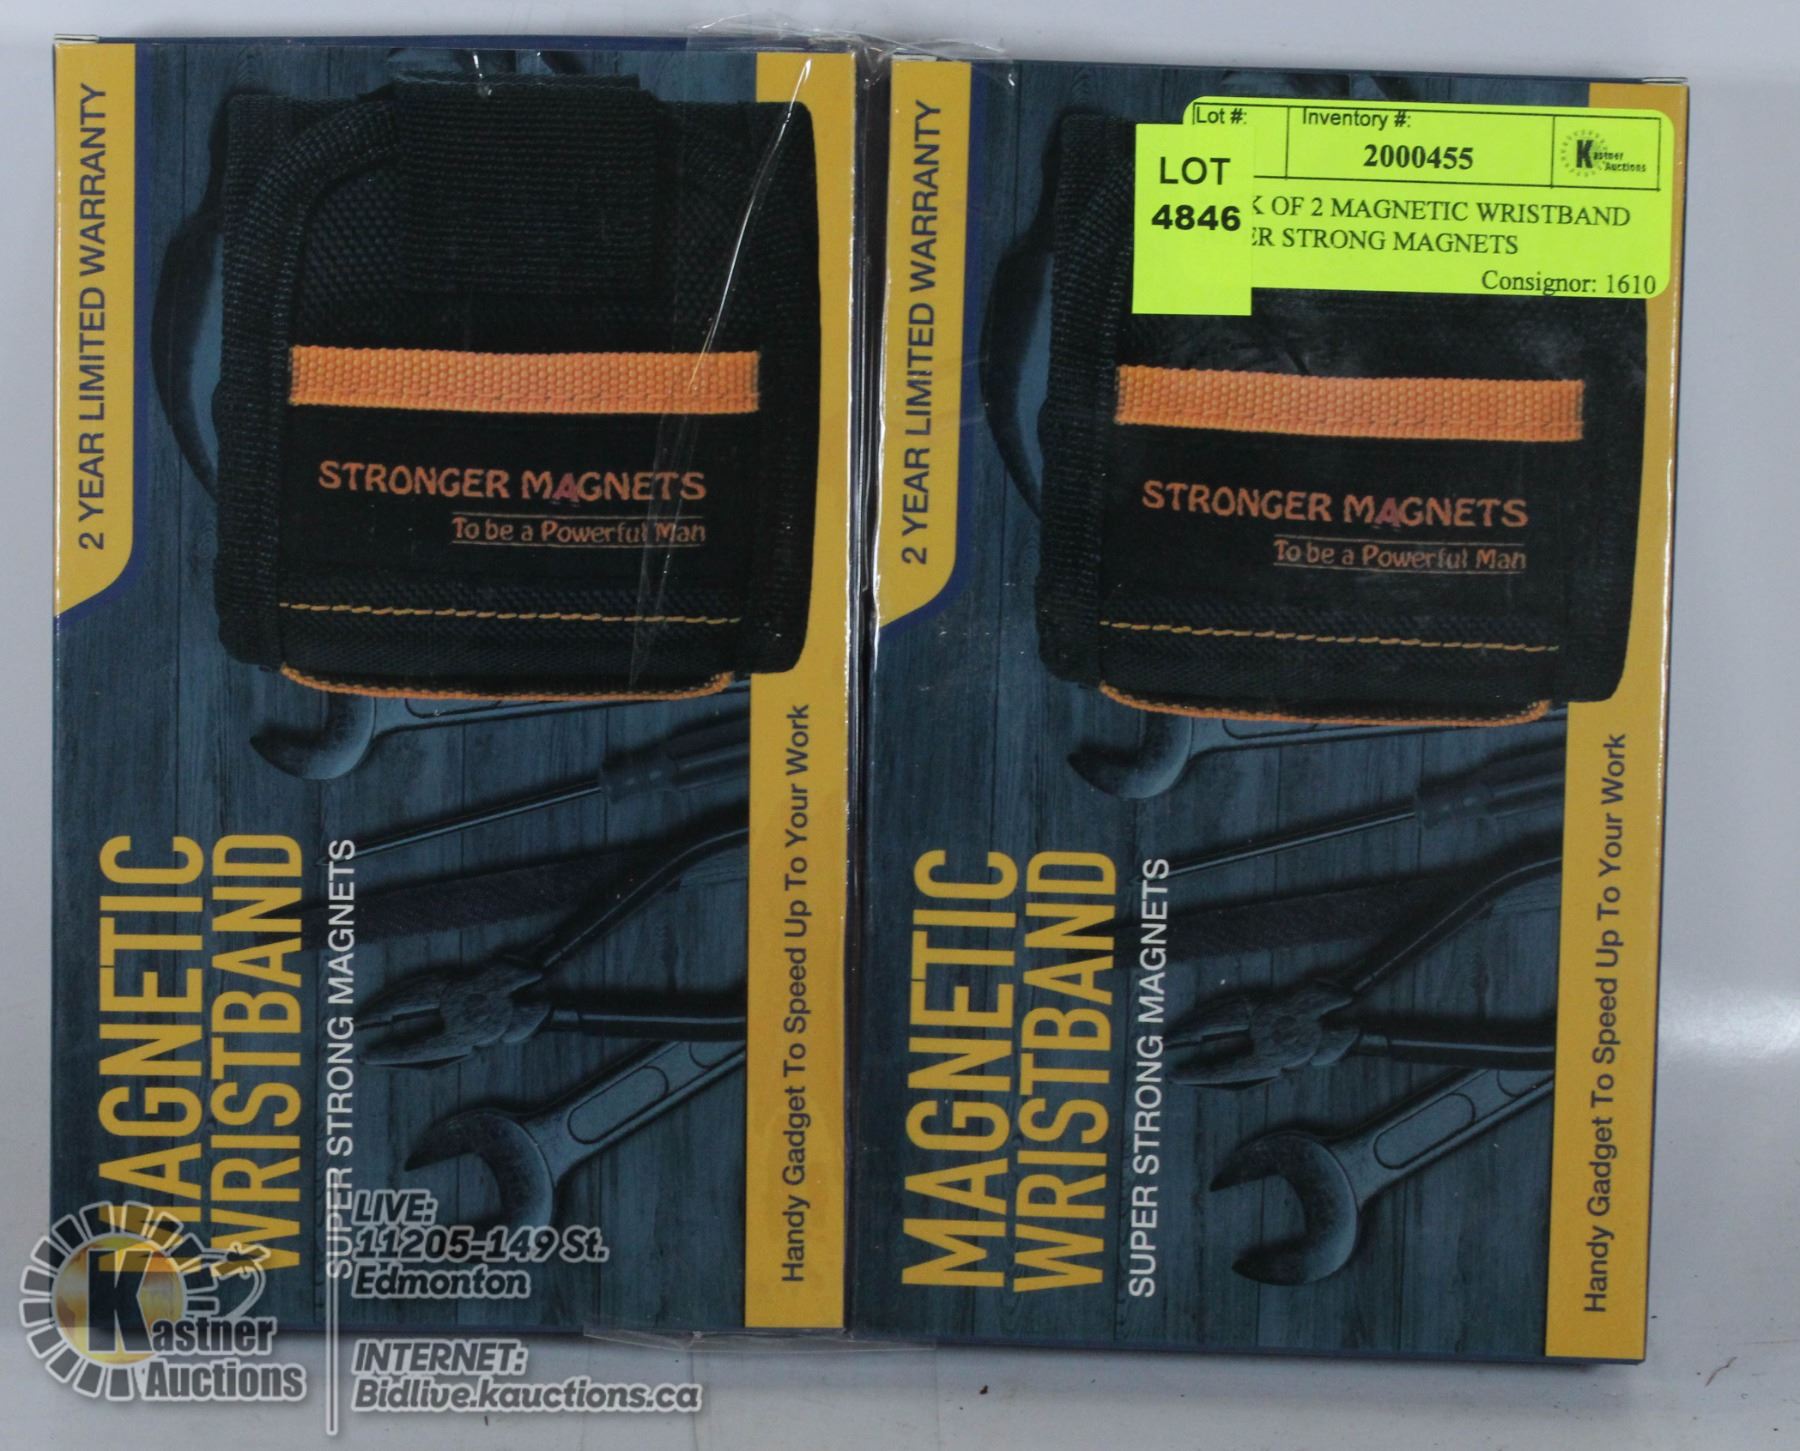 2 YEAR LIMITED WARRANTY
STRONGER MAGNETS
To be a Powerful Man
MAGNETIC
WRISTBAND
SUPER STRONG MAGNETS
Handy Gadget To Speed Up To Your Work
2 YEAR LIMITED WARRANTY
STRONGER MAGNETS
To be a Powerful Man
MAGNETIC
WRISTBAND
SUPER STRONG MAGNETS
Handy Gadget To Speed Up To Your Work
Lot #:
Inventory #:
2000455
Kastner
Auctions
LOT
4846
K OF 2 MAGNETIC WRISTBAND
ER STRONG MAGNETS
Consignor: 1610
Kastner
Auctions
LIVE:
11205-149 St.
Edmonton
INTERNET:
Bidlive.kauctions.ca